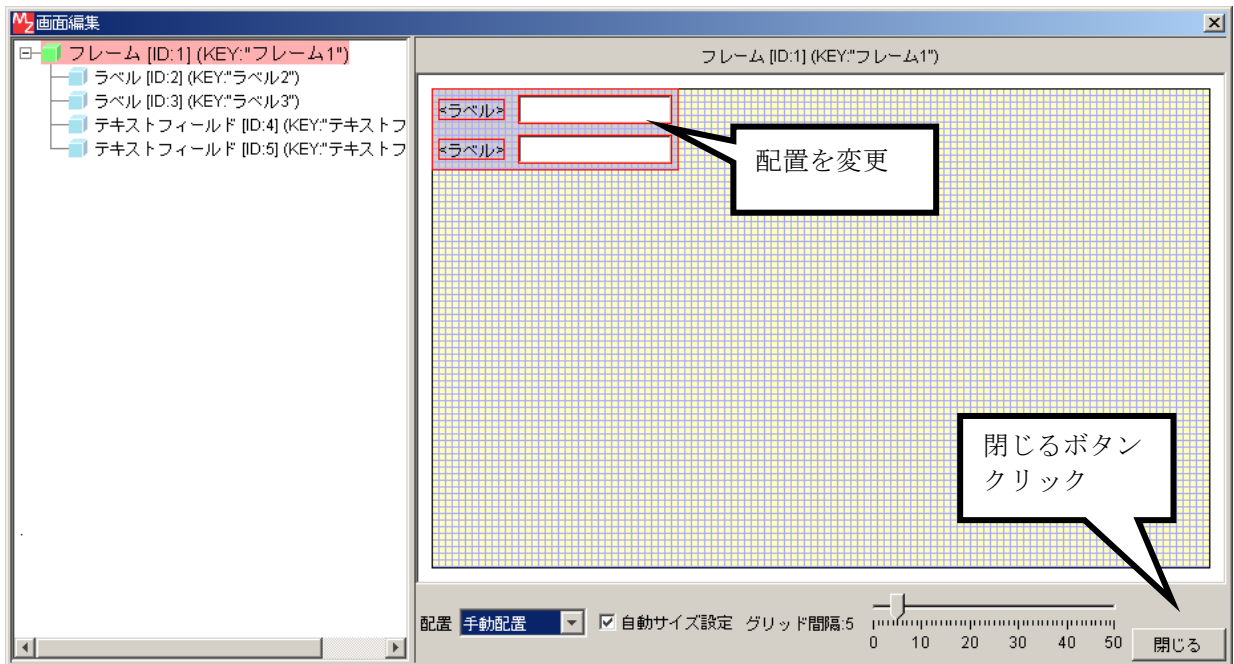 MZ 画面編集
フレーム [ID:1] (KEY:"フレーム1")
ラベル [ID:2] (KEY:"ラベル2")
ラベル [ID:3] (KEY:"ラベル3")
テキストフィールド [ID:4] (KEY:"テキストフ
テキストフィールド [ID:5] (KEY:"テキストフ
フレーム [ID:1] (KEY:"フレーム1")
<ラベル>
<ラベル>
配置を変更
閉じるボタン
クリック
配置 手動配置 自動サイズ設定 グリッド間隔:5
0 10 20 30 40 50
閉じる